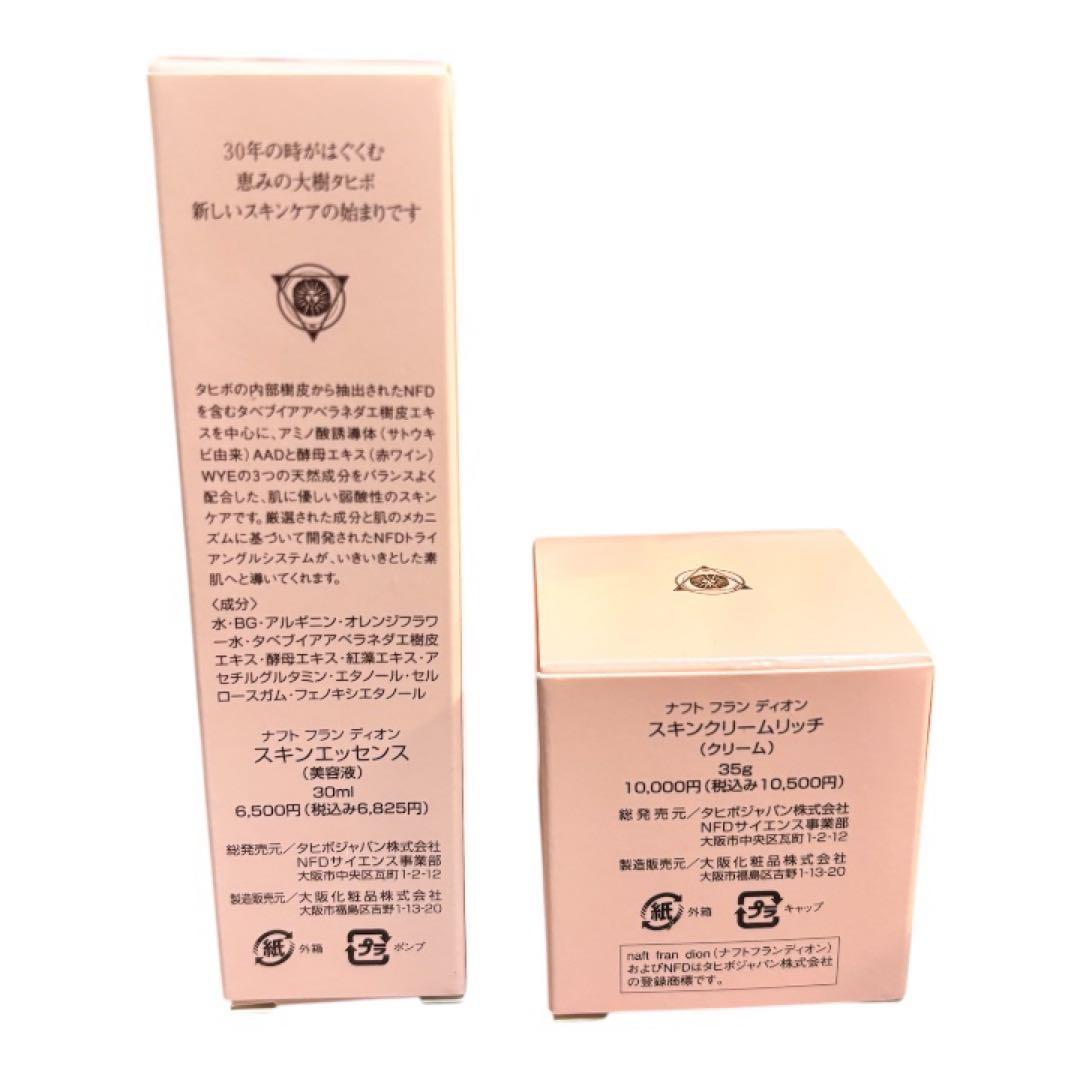 30年の時がはぐくむ
恵みの大樹タヒボ
新しいスキンケアの始まりです
タヒボの内部樹皮から抽出されたNFD
を含むタベブイアアベラネダエ樹皮エキ
スを中心に、アミノ酸誘導体(サトウキ
ビ由来)AADと酵母エキス(赤ワイン)
WYEの3つの天然成分をバランスよく
配合した、肌に優しい弱酸性のスキン
ケアです。厳選された成分と肌のメカニ
ズムに基づいて開発されたNFDトライ
アングルシステムが、いきいきとした素
肌へと導いてくれます。
〈成分〉
水・BG・アルギニン・オレンジフラワ
ー水・タベブイアアベラネダエ樹皮
エキス・酵母エキス・紅藻エキス・ア
セチルグルタミン・エタノール・セル
ロースガム・フェノキシエタノール
ナフト フラン ディオン
スキンエッセンス
(美容液)
30ml
6,500円(税込み6,825円)
総発売元/タヒボジャパン株式会社
NFDサイエンス事業部
大阪市中央区瓦町1-2-12
製造販売元/大阪化粧品株式会社
大阪市福島区吉野1-13-20
紙 外箱 プラ ポンプ
ナフト フラン ディオン
スキンクリームリッチ
(クリーム)
35g
10,000円(税込み10,500円)
総発売元/タヒボジャパン株式会社
NFDサイエンス事業部
大阪市中央区瓦町1-2-12
製造販売元/大阪化粧品株式会社
大阪市福島区吉野1-13-20
紙 外箱 プラ キャップ
naft fran dion(ナフトフランディオン)
およびNFDはタヒボジャパン株式会社
の登録商標です。